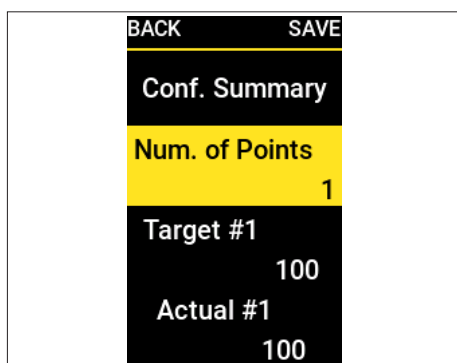 BACK SAVE
Conf. Summary
Num. of Points
1
Target #1
100
Actual #1
100